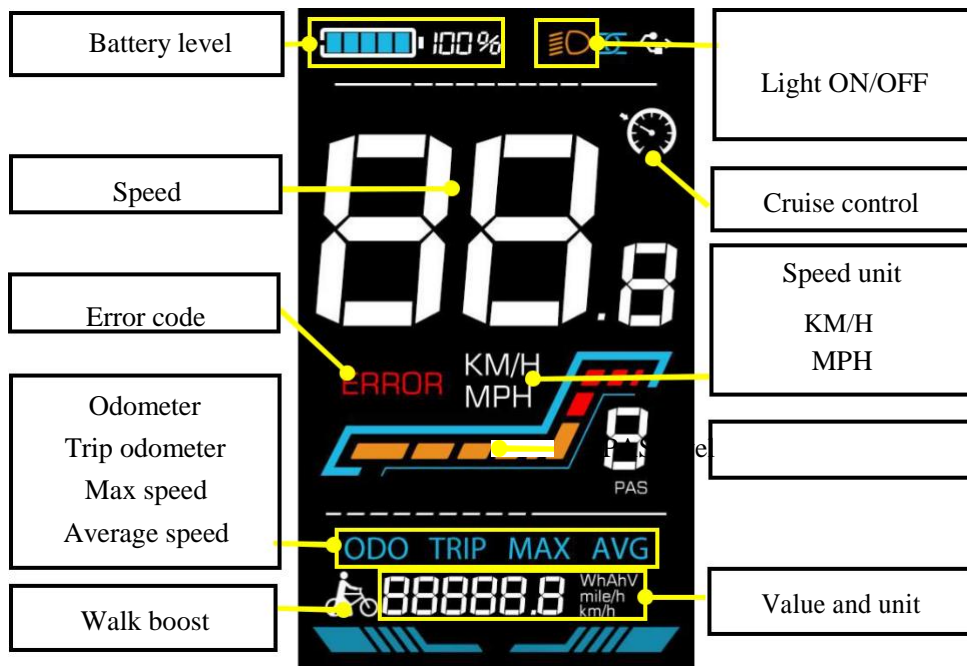 Battery level
100%
Light ON/OFF
Speed
88.8
Cruise control
Error code
ERROR
KM/H
MPH
Speed unit
KM/H
MPH
Odometer
Trip odometer
Max speed
Average speed
8
PAS
ODO TRIP MAX AVG
Walk boost
88888.8
WhAhV
mile/h
km/h
Value and unit